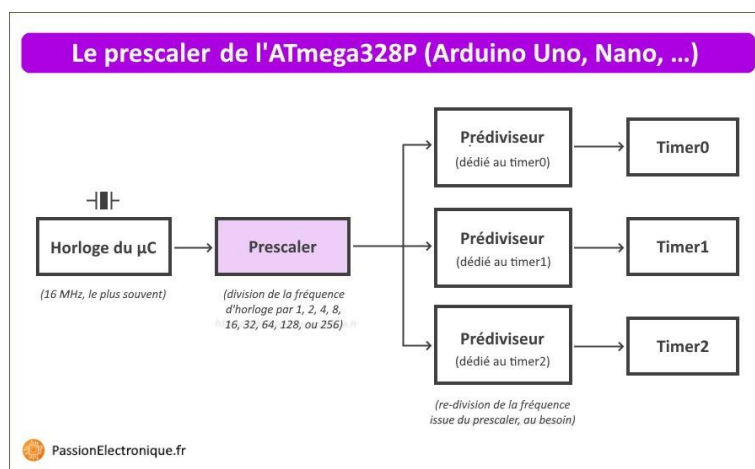 Le prescaler de l'ATmega328P (Arduino Uno, Nano, …)
Horloge du µC
(16 MHz, le plus souvent)
Prescaler
(division de la fréquence
d'horloge par 1, 2, 4, 8,
16, 32, 64, 128, ou 256)
Prédiviseur
(dédié au timer0)
Timer0
Prédiviseur
(dédié au timer1)
Timer1
Prédiviseur
(dédié au timer2)
Timer2
(re-division de la fréquence
issue du prescaler, au besoin)
PassionElectronique.fr